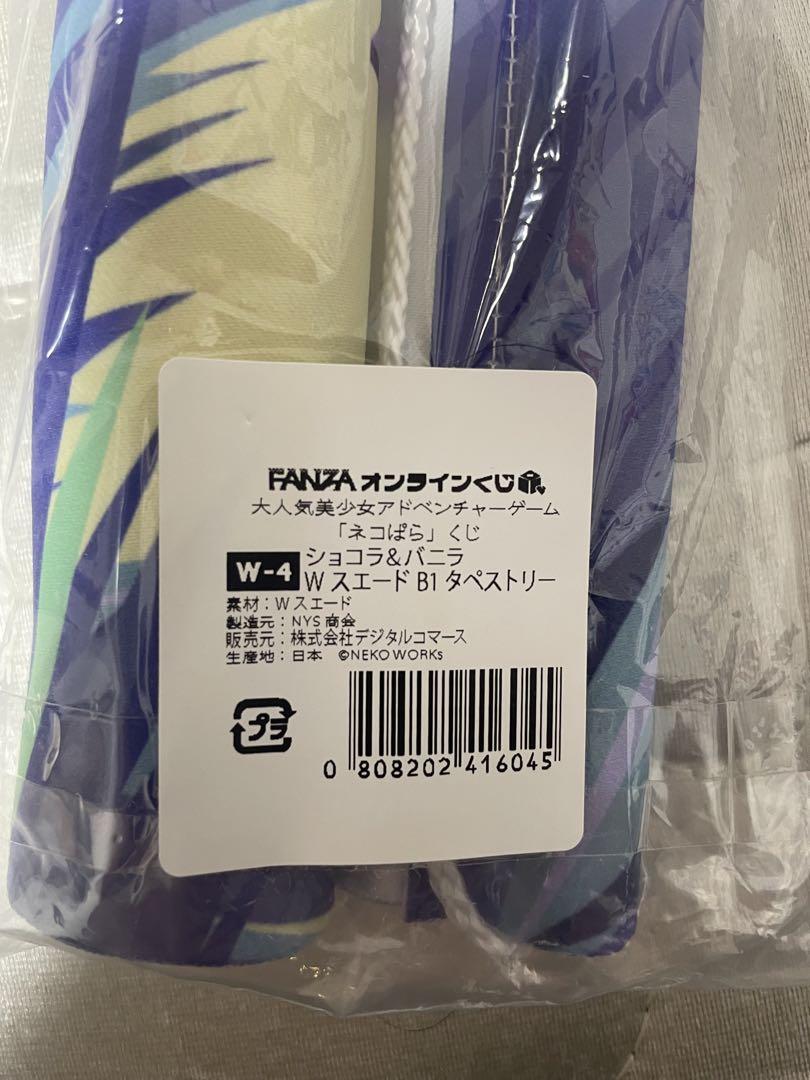 FANZA オンラインくじ
大人気美少女アドベンチャーゲーム
「ネコぱら」くじ
W-4 ショコラ&バニラ
W スエード B1 タペストリー
素材：W スエード
製造元：NYS 商会
販売元：株式会社デジタルコマース
生産地：日本 ©NEKO WORKs
プラ
0 808202 416045